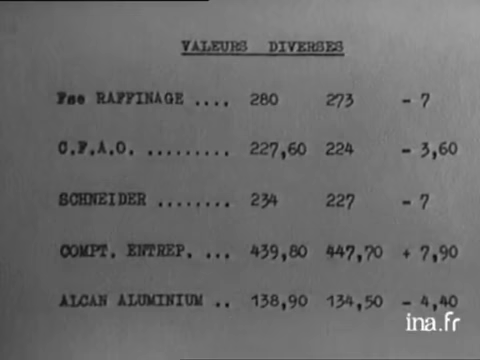 VALEURS DIVERSES
Fse RAFFINAGE .... 280 273 - 7
C.F.A.O. ......... 227,60 224 - 3,60
SCHNEIDER ........ 234 227 - 7
COMPT. ENTREP. ... 439,80 447,70 + 7,90
ALCAN ALUMINIUM .. 138,90 134,50 - 4,40
ina.fr